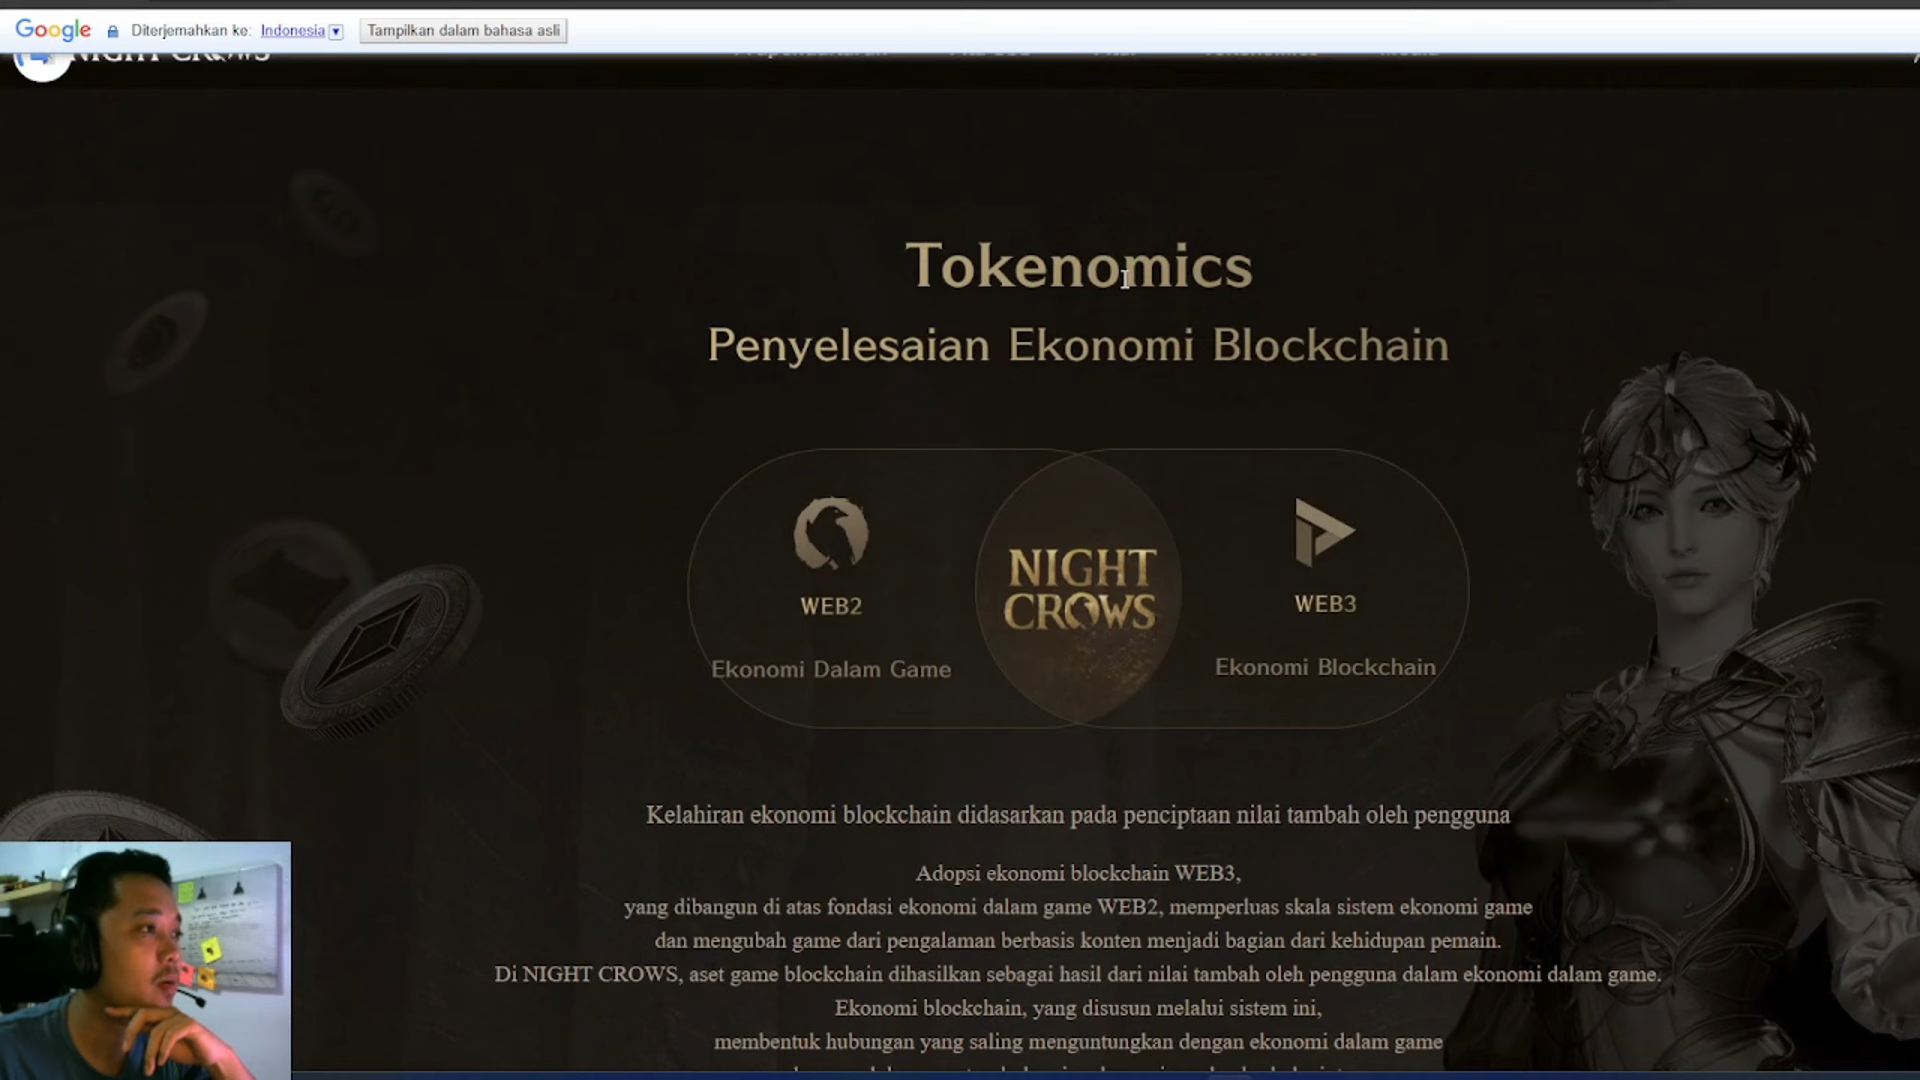 Google Diterjemahkan ke: Indonesia Tampilkan dalam bahasa asli
NIGHT CROWS
Tokenomics
Penyelesaian Ekonomi Blockchain
WEB2
Ekonomi Dalam Game
NIGHT
CROWS
WEB3
Ekonomi Blockchain
Kelahiran ekonomi blockchain didasarkan pada penciptaan nilai tambah oleh pengguna
Adopsi ekonomi blockchain WEB3,
yang dibangun di atas fondasi ekonomi dalam game WEB2, memperluas skala sistem ekonomi game
dan mengubah game dari pengalaman berbasis konten menjadi bagian dari kehidupan pemain.
Di NIGHT CROWS, aset game blockchain dihasilkan sebagai hasil dari nilai tambah oleh pengguna dalam ekonomi dalam game.
Ekonomi blockchain, yang disusun melalui sistem ini,
membentuk hubungan yang saling menguntungkan dengan ekonomi dalam game